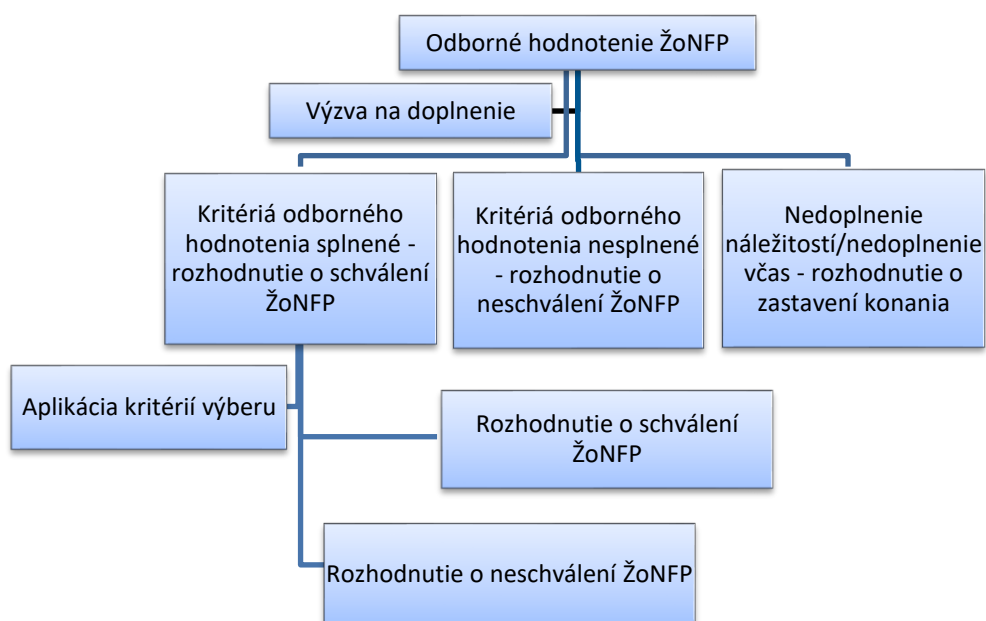 Odborné hodnotenie ŽoNFP
Výzva na doplnenie
Kritériá odborného
hodnotenia splnené -
rozhodnutie o schválení
ŽoNFP
Kritériá odborného
hodnotenia nesplnené
- rozhodnutie o
neschválení ŽoNFP
Nedoplnenie
náležitostí/nedoplnenie
včas - rozhodnutie o
zastavení konania
Aplikácia kritérií výberu
Rozhodnutie o schválení
ŽoNFP
Rozhodnutie o neschválení ŽoNFP